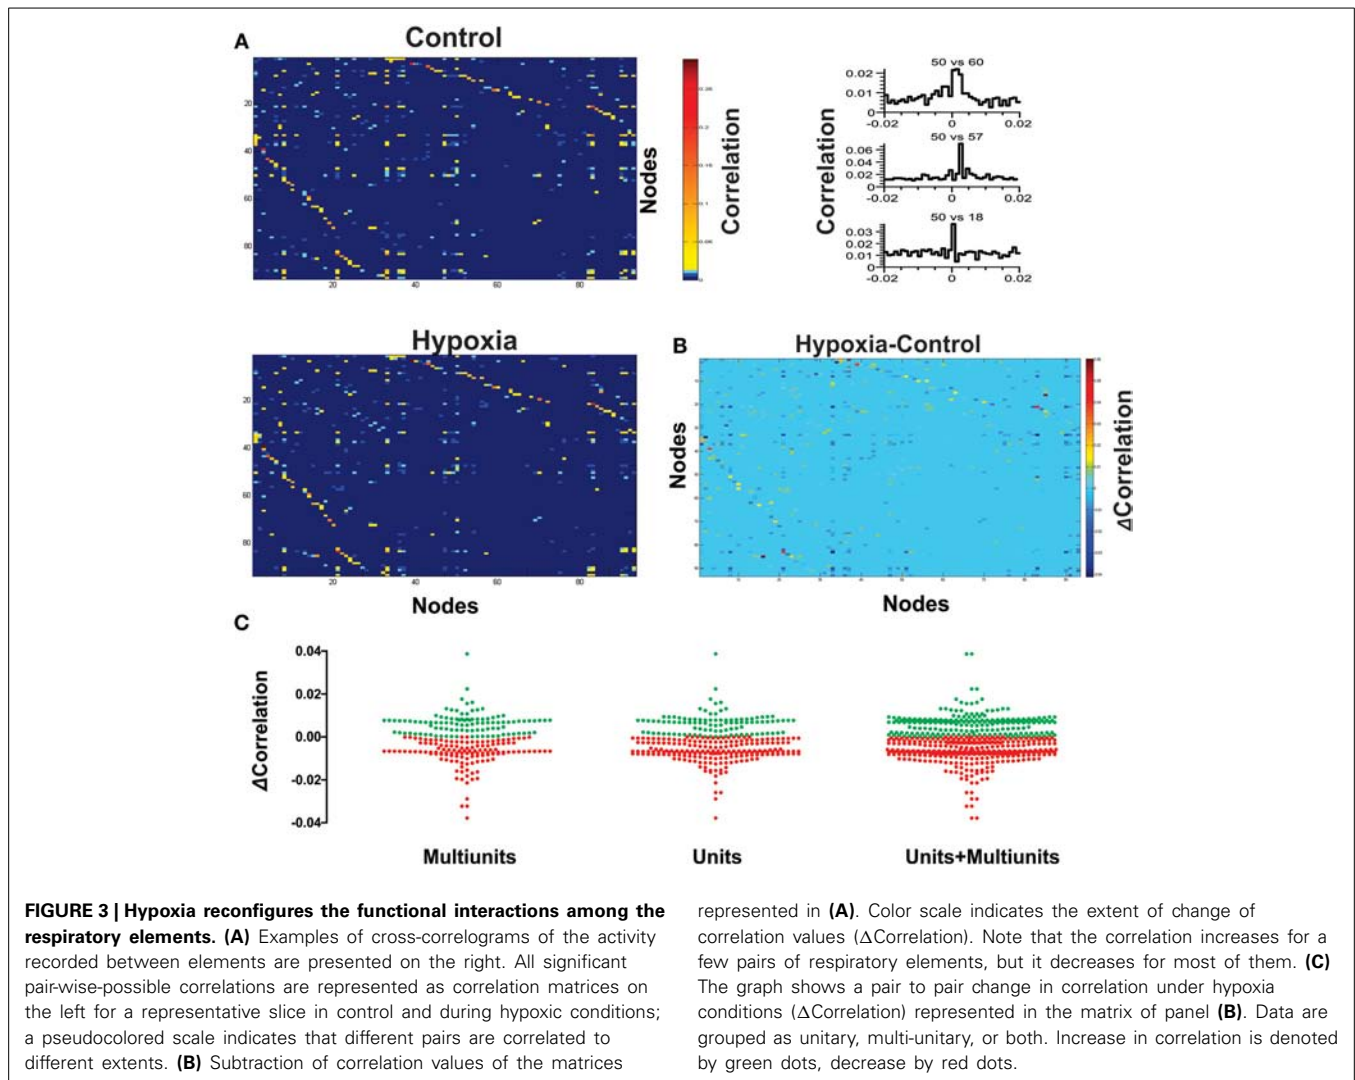 A
Control
20
40
60
80
20
40
60
80
Nodes
0.25
0.2
0.15
0.1
0.05
0
Correlation
Correlation
50 vs 60
0.02
0.01
0
-0.02
0
0.02
50 vs 57
0.06
0.04
0.02
0
-0.02
0
0.02
50 vs 18
0.03
0.02
0.01
0
-0.02
0
0.02
Hypoxia
20
40
60
80
20
40
60
80
Nodes
B
Hypoxia-Control
Nodes
Nodes
ΔCorrelation
C
ΔCorrelation
0.04
0.02
0.00
-0.02
-0.04
Multiunits
Units
Units+Multiunits
FIGURE 3 | Hypoxia reconfigures the functional interactions among the
respiratory elements. (A) Examples of cross-correlograms of the activity
recorded between elements are presented on the right. All significant
pair-wise-possible correlations are represented as correlation matrices on
the left for a representative slice in control and during hypoxic conditions;
a pseudocolored scale indicates that different pairs are correlated to
different extents. (B) Subtraction of correlation values of the matrices
represented in (A). Color scale indicates the extent of change of
correlation values (ΔCorrelation). Note that the correlation increases for a
few pairs of respiratory elements, but it decreases for most of them. (C)
The graph shows a pair to pair change in correlation under hypoxia
conditions (ΔCorrelation) represented in the matrix of panel (B). Data are
grouped as unitary, multi-unitary, or both. Increase in correlation is denoted
by green dots, decrease by red dots.